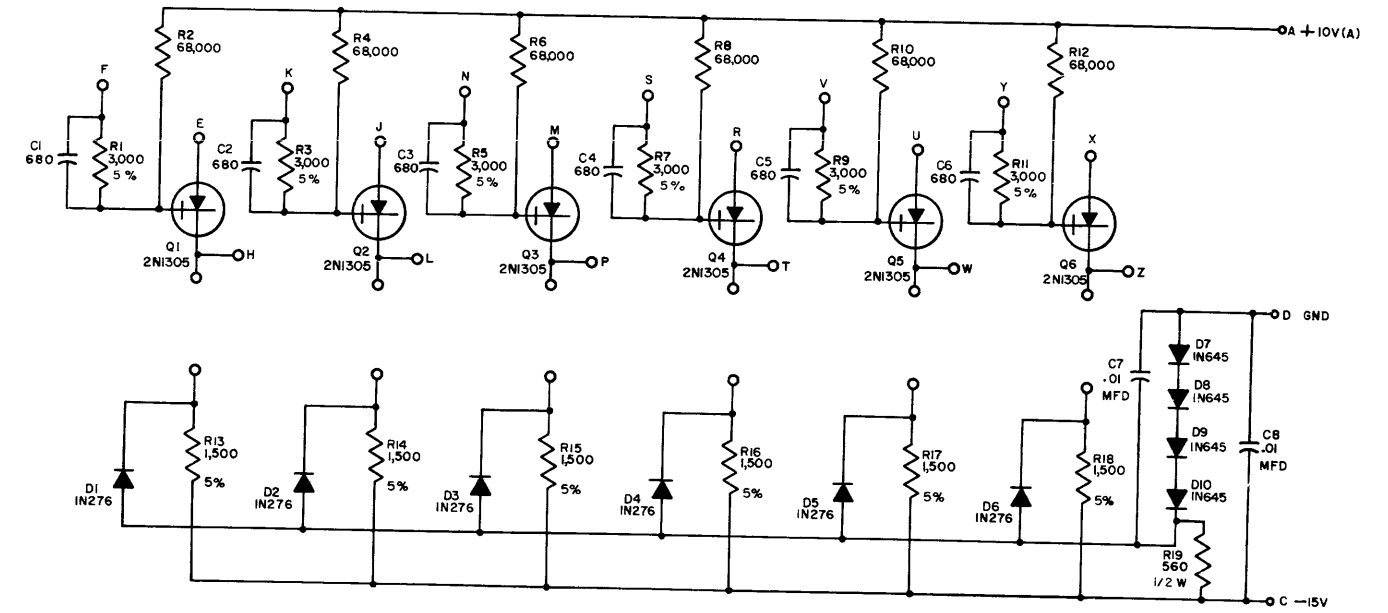 R2
68,000
R4
68,000
R6
68,000
R8
68,000
R10
68,000
R12
68,000
A +10V(A)
F
K
N
S
V
Y
E
J
M
R
U
X
C1
680
R1
3,000
5%
C2
680
R3
3,000
5%
C3
680
R5
3,000
5%
C4
680
R7
3,000
5%
C5
680
R9
3,000
5%
C6
680
R11
3,000
5%
Q1
2N1305
H
Q2
2N1305
L
Q3
2N1305
P
Q4
2N1305
T
Q5
2N1305
W
Q6
2N1305
Z
D GND
D7
1N645
D8
1N645
D9
1N645
D10
1N645
C7
.01
MFD
C8
.01
MFD
R13
1,500
5%
R14
1,500
5%
R15
1,500
5%
R16
1,500
5%
R17
1,500
5%
R18
1,500
5%
D1
1N276
D2
1N276
D3
1N276
D4
1N276
D5
1N276
D6
1N276
R19
560
1/2 W
C -15V